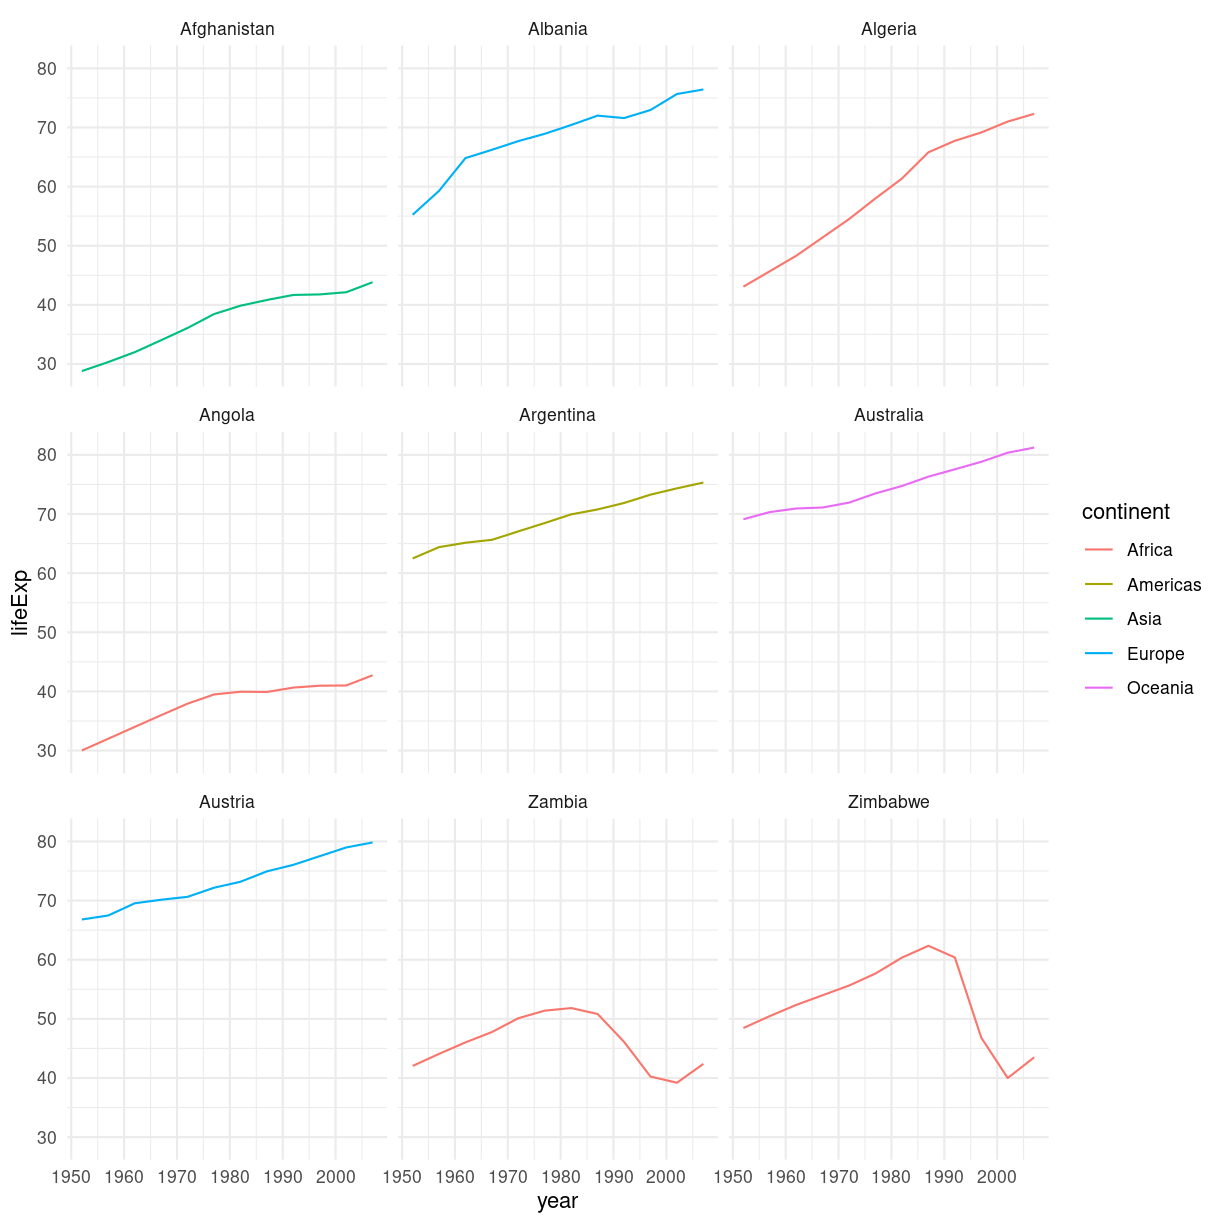 Afghanistan Albania Algeria
80
70
60
50
40
30
Angola Argentina Australia
80
70
60
50
40
30
Austria Zambia Zimbabwe
80
70
60
50
40
30
1950 1960 1970 1980 1990 2000 1950 1960 1970 1980 1990 2000 1950 1960 1970 1980 1990 2000
year
lifeExp
continent
Africa
Americas
Asia
Europe
Oceania